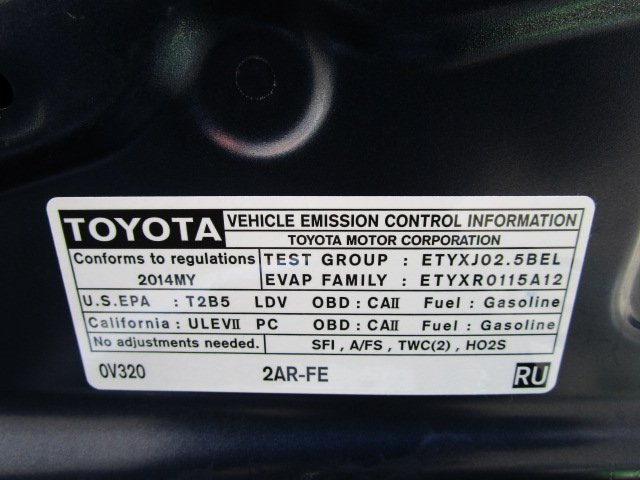 TOYOTA VEHICLE EMISSION CONTROL INFORMATION
TOYOTA MOTOR CORPORATION
Conforms to regulations TEST GROUP : ETYXJ02.5BEL
2014MY EVAP FAMILY : ETYXR0115A12
U.S.EPA : T2B5 LDV OBD : CAII Fuel : Gasoline
California : ULEVII PC OBD : CAII Fuel : Gasoline
No adjustments needed. SFI , A/FS , TWC(2) , HO2S
0V320 2AR-FE RU